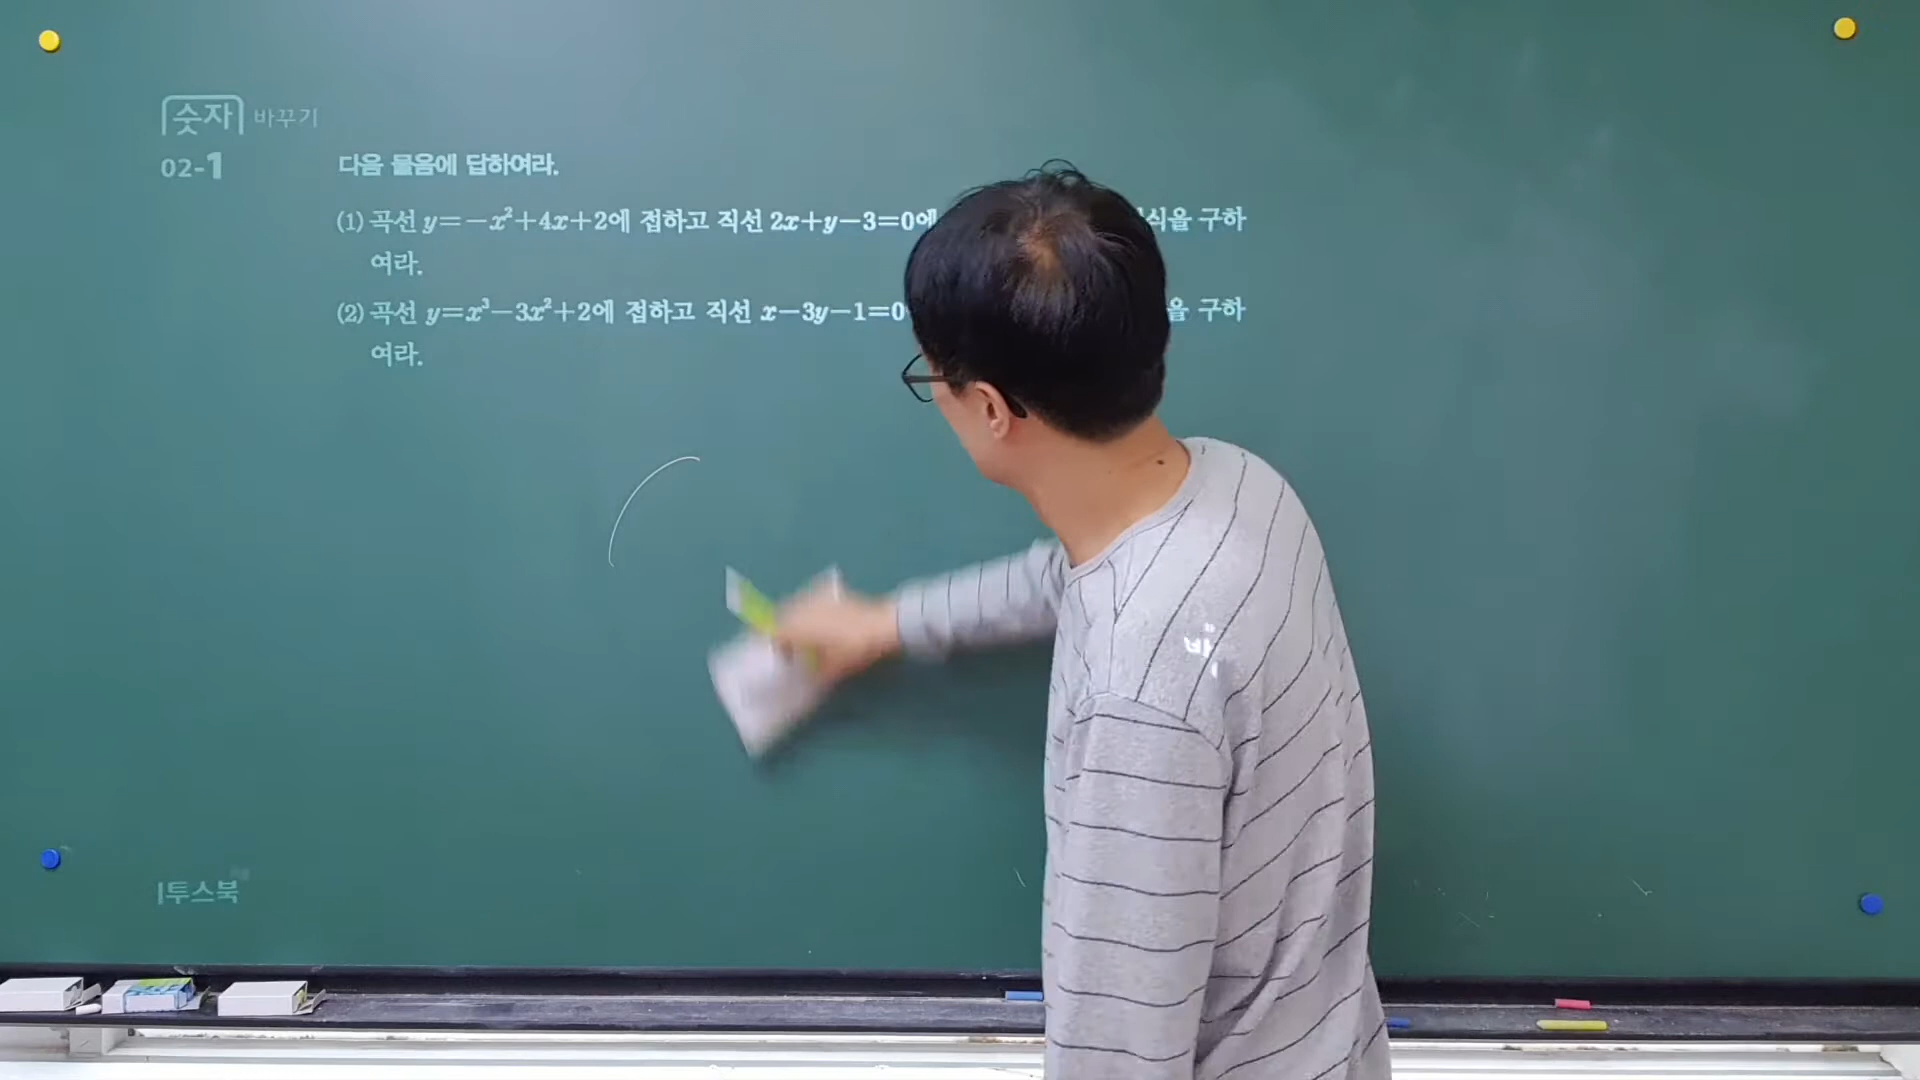 숫자 바꾸기
02-1 다음 물음에 답하여라.
(1) 곡선 y=-x²+4x+2에 접하고 직선 2x+y-3=0에 식을 구하
여라.
(2) 곡선 y=x³-3x²+2에 접하고 직선 x-3y-1=0 을 구하
여라.
바
이투스북